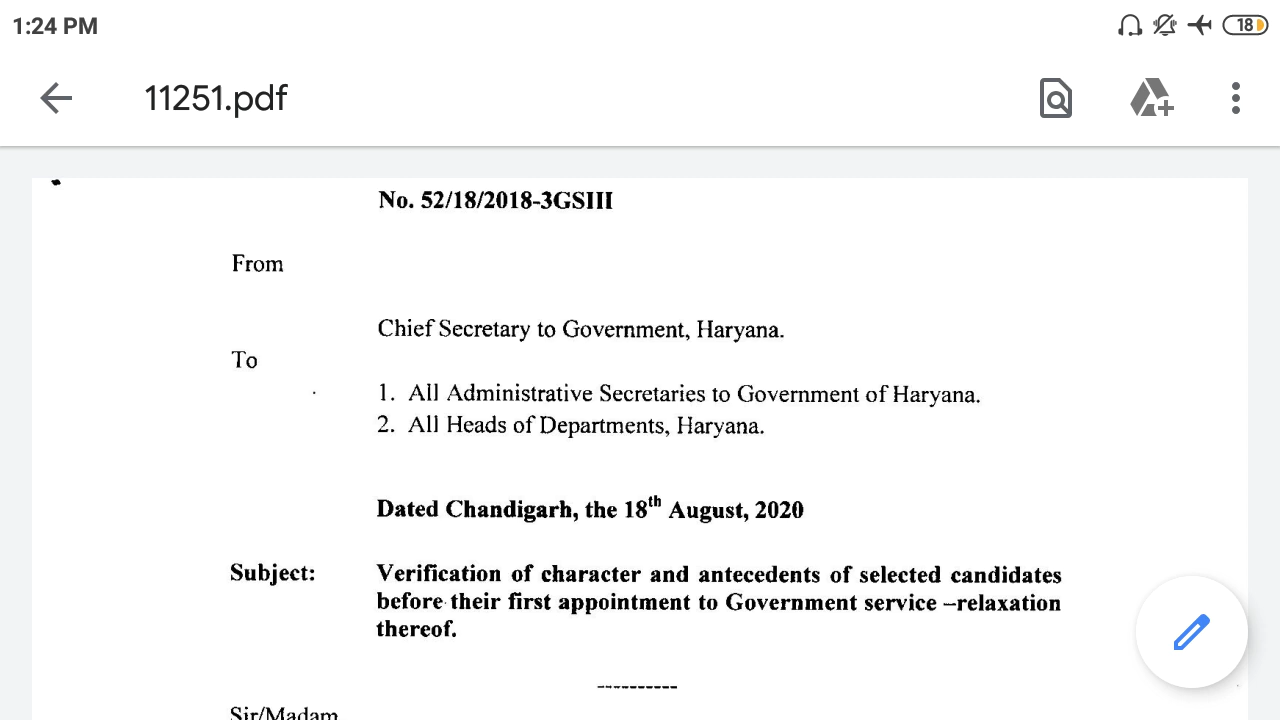 1:24 PM
18
11251.pdf
No. 52/18/2018-3GSIII
From
Chief Secretary to Government, Haryana.
To
1. All Administrative Secretaries to Government of Haryana.
2. All Heads of Departments, Haryana.
Dated Chandigarh, the 18th August, 2020
Subject: Verification of character and antecedents of selected candidates
before their first appointment to Government service –relaxation
thereof.
----------
Sir/Madam